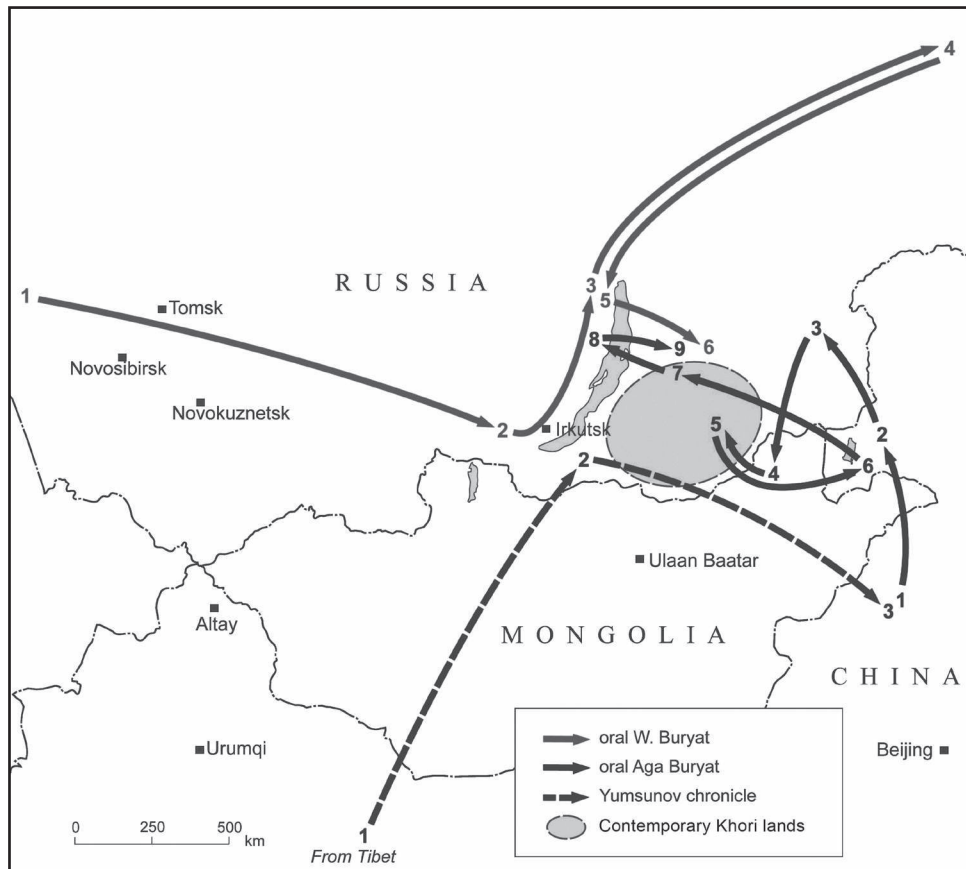 4
RUSSIA
1
Tomsk
3
5
8
9
6
3
Novosibirsk
7
Novokuznetsk
2
Irkutsk
5
2
2
4
6
Ulaan Baatar
3
1
Altay
MONGOLIA
CHINA
Urumqi
Beijing
oral W. Buryat
oral Aga Buryat
Yumsunov chronicle
Contemporary Khori lands
0 250 500
km
1
From Tibet